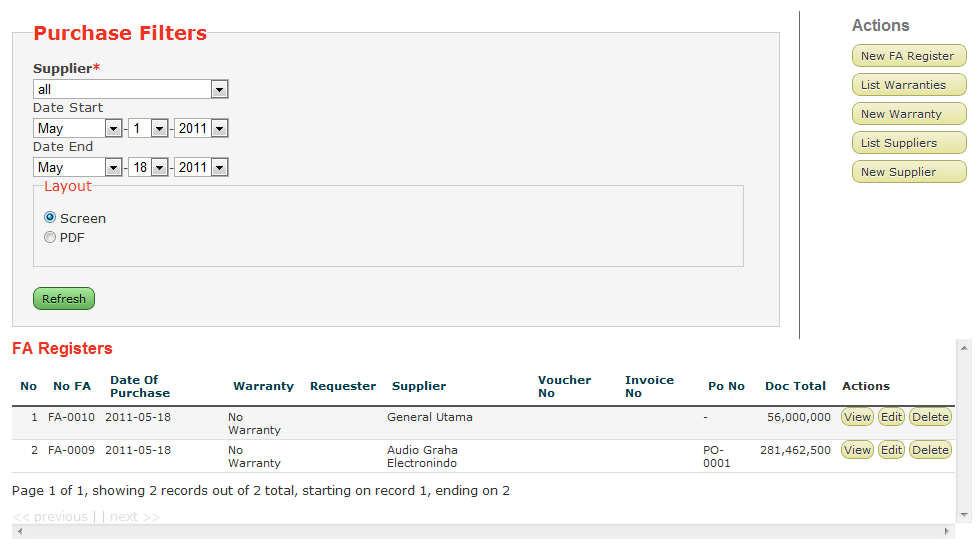 Purchase Filters
Supplier*
all
Date Start
May - 1 - 2011
Date End
May - 18 - 2011
Layout
Screen
PDF
Refresh
Actions
New FA Register
List Warranties
New Warranty
List Suppliers
New Supplier
FA Registers
No No FA Date Of Purchase Warranty Requester Supplier Voucher No Invoice No Po No Doc Total Actions
1 FA-0010 2011-05-18 No Warranty General Utama - 56,000,000 View Edit Delete
2 FA-0009 2011-05-18 No Warranty Audio Graha Electronindo PO-0001 281,462,500 View Edit Delete
Page 1 of 1, showing 2 records out of 2 total, starting on record 1, ending on 2
<< previous | | next >>